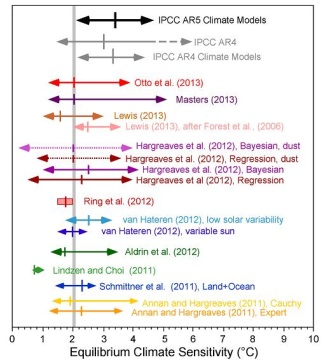 IPCC AR5 Climate Models
IPCC AR4
IPCC AR4 Climate Models
Otto et al. (2013)
Masters (2013)
Lewis (2013)
Lewis (2013), after Forest et al., (2006)
Hargreaves et al. (2012), Bayesian, dust
Hargreaves et al. (2012), Regression, dust
Hargreaves et al. (2012), Bayesian
Hargreaves et al. (2012), Regression
Ring et al. (2012)
van Hateren (2012), low solar variability
van Hateren (2012), variable sun
Aldrin et al. (2012)
Lindzen and Choi (2011)
Schmittner et al. (2011), Land+Ocean
Annan and Hargreaves (2011), Cauchy
Annan and Hargreaves (2011), Expert
0 1 2 3 4 5 6 7 8 9 10
Equilibrium Climate Sensitivity (°C)